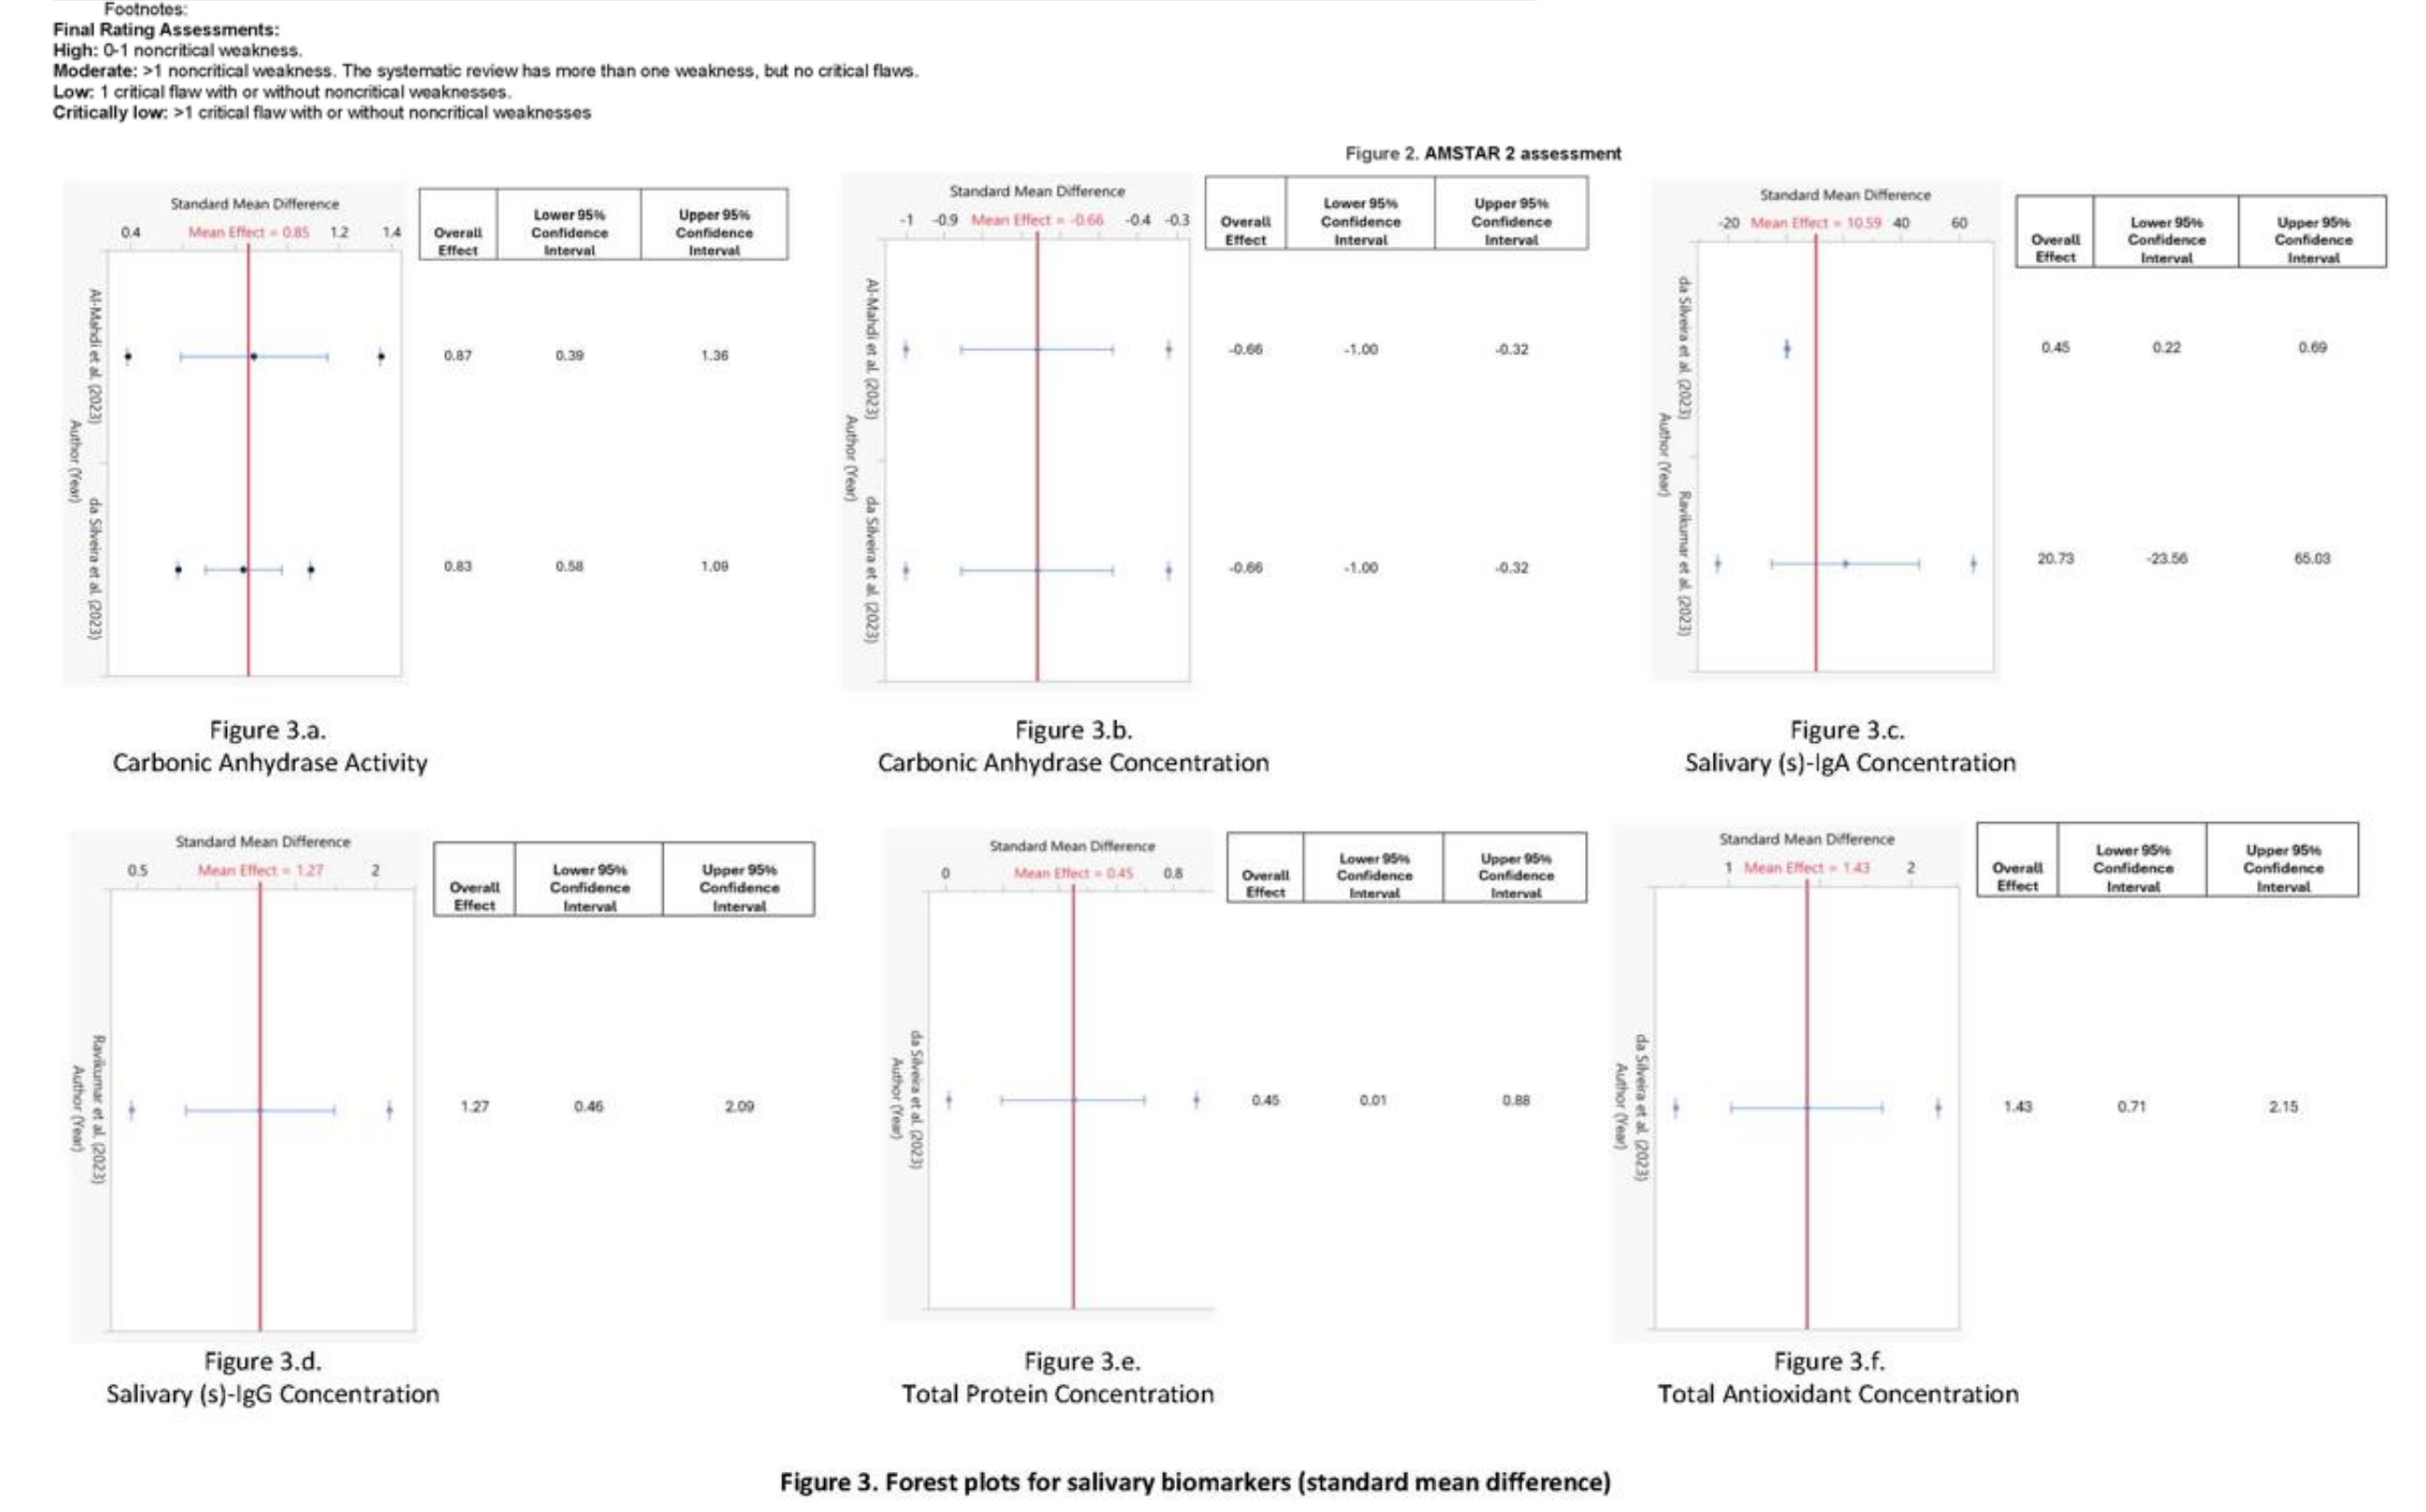 Footnotes:
Final Rating Assessments:
High: 0-1 noncritical weakness.
Moderate: >1 noncritical weakness. The systematic review has more than one weakness, but no critical flaws.
Low: 1 critical flaw with or without noncritical weaknesses.
Critically low: >1 critical flaw with or without noncritical weaknesses
Figure 2. AMSTAR 2 assessment
Standard Mean Difference
0.4 Mean Effect = 0.85 1.2 1.4
Overall Effect
Lower 95% Confidence Interval
Upper 95% Confidence Interval
Al-Mahdi et al. (2023)
0.87 0.39 1.36
da Silveira et al. (2023)
0.83 0.58 1.09
Author (Year)
Figure 3.a.
Carbonic Anhydrase Activity
Standard Mean Difference
-1 -0.9 Mean Effect = -0.66 -0.4 -0.3
Overall Effect
Lower 95% Confidence Interval
Upper 95% Confidence Interval
Al-Mahdi et al. (2023)
-0.66 -1.00 -0.32
da Silveira et al. (2023)
-0.66 -1.00 -0.32
Author (Year)
Figure 3.b.
Carbonic Anhydrase Concentration
Standard Mean Difference
-20 Mean Effect = 10.59 40 60
Overall Effect
Lower 95% Confidence Interval
Upper 95% Confidence Interval
da Silveira et al. (2023)
0.45 0.22 0.69
Ravikumar et al. (2023)
20.73 -23.56 65.03
Author (Year)
Figure 3.c.
Salivary (s)-IgA Concentration
Standard Mean Difference
0.5 Mean Effect = 1.27 2
Overall Effect
Lower 95% Confidence Interval
Upper 95% Confidence Interval
Ravikumar et al. (2023)
1.27 0.46 2.09
Author (Year)
Figure 3.d.
Salivary (s)-IgG Concentration
Standard Mean Difference
0 Mean Effect = 0.45 0.8
Overall Effect
Lower 95% Confidence Interval
Upper 95% Confidence Interval
da Silveira et al. (2023)
0.45 0.01 0.88
Author (Year)
Figure 3.e.
Total Protein Concentration
Standard Mean Difference
1 Mean Effect = 1.43 2
Overall Effect
Lower 95% Confidence Interval
Upper 95% Confidence Interval
da Silveira et al. (2023)
1.43 0.71 2.15
Author (Year)
Figure 3.f.
Total Antioxidant Concentration
Figure 3. Forest plots for salivary biomarkers (standard mean difference)